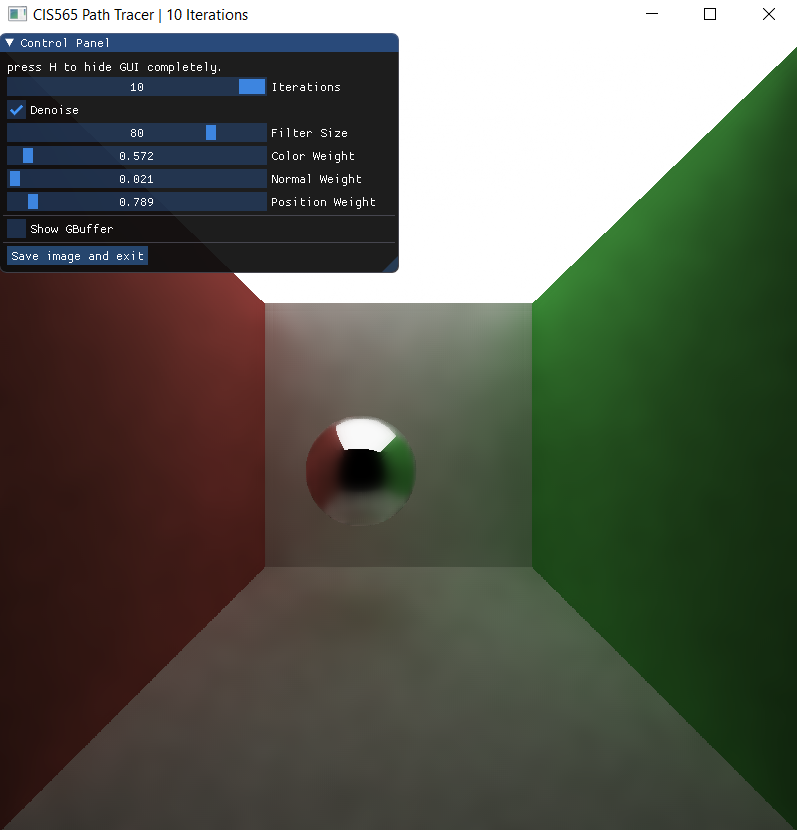 CIS565 Path Tracer | 10 Iterations
Control Panel
press H to hide GUI completely.
10 Iterations
Denoise
80 Filter Size
0.572 Color Weight
0.021 Normal Weight
0.789 Position Weight
Show GBuffer
Save image and exit